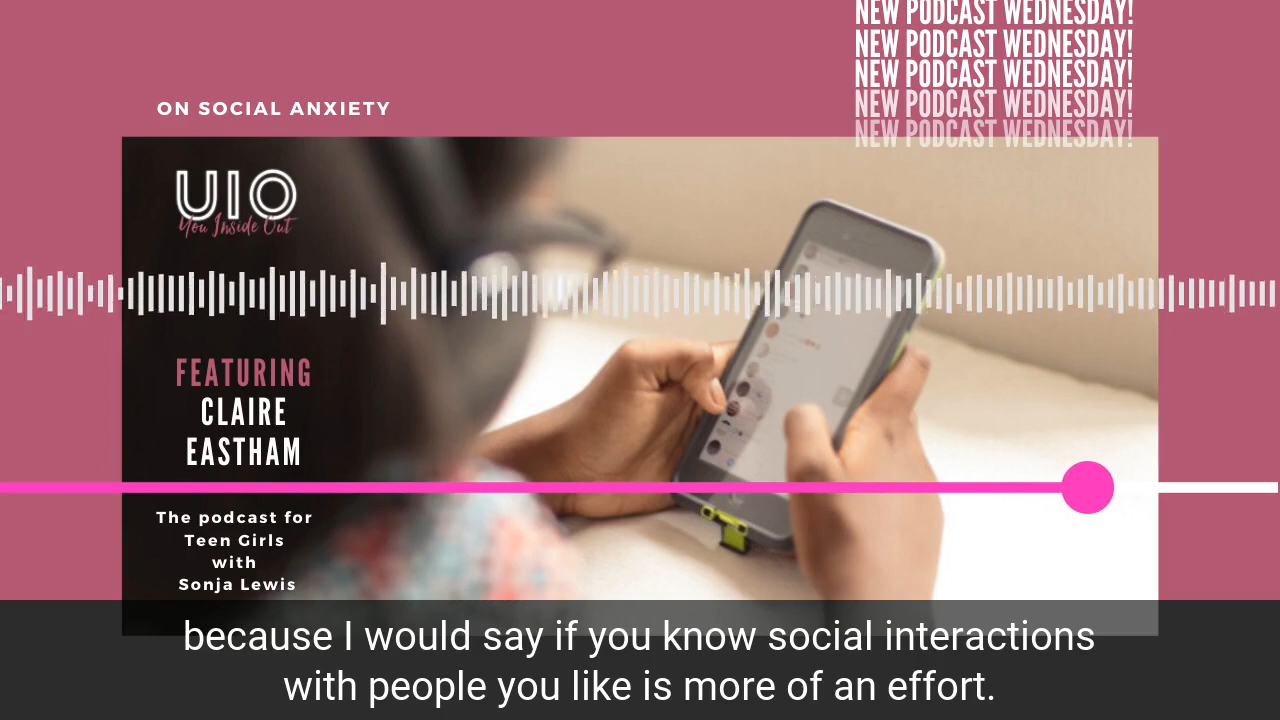 NEW PODCAST WEDNESDAY!
NEW PODCAST WEDNESDAY!
NEW PODCAST WEDNESDAY!
NEW PODCAST WEDNESDAY!
NEW PODCAST WEDNESDAY!
ON SOCIAL ANXIETY
UIO
You Inside Out
FEATURING
CLAIRE
EASTHAM
The podcast for
Teen Girls
with
Sonja Lewis
because I would say if you know social interactions
with people you like is more of an effort.